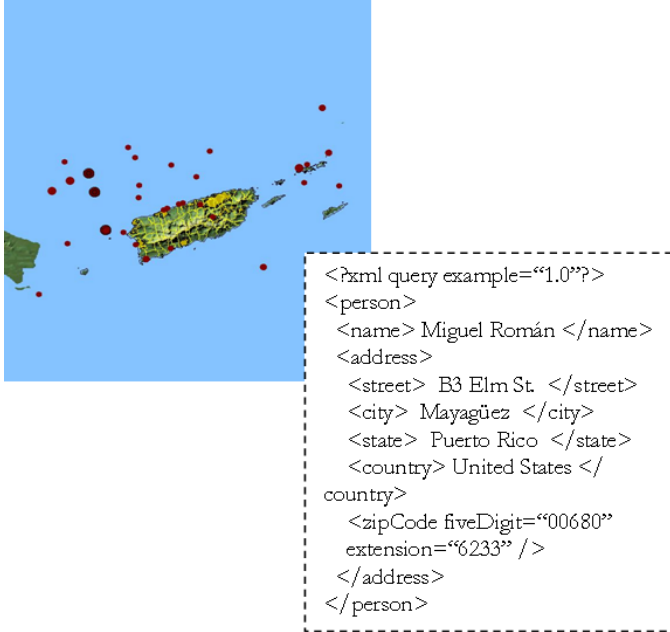 <?xml query example=“1.0”?>
<person>
<name> Miguel Román </name>
<address>
<street> B3 Elm St. </street>
<city> Mayagüez </city>
<state> Puerto Rico </state>
<country> United States </
country>
<zipCode fiveDigit=“00680”
extension=“6233” />
</address>
</person>